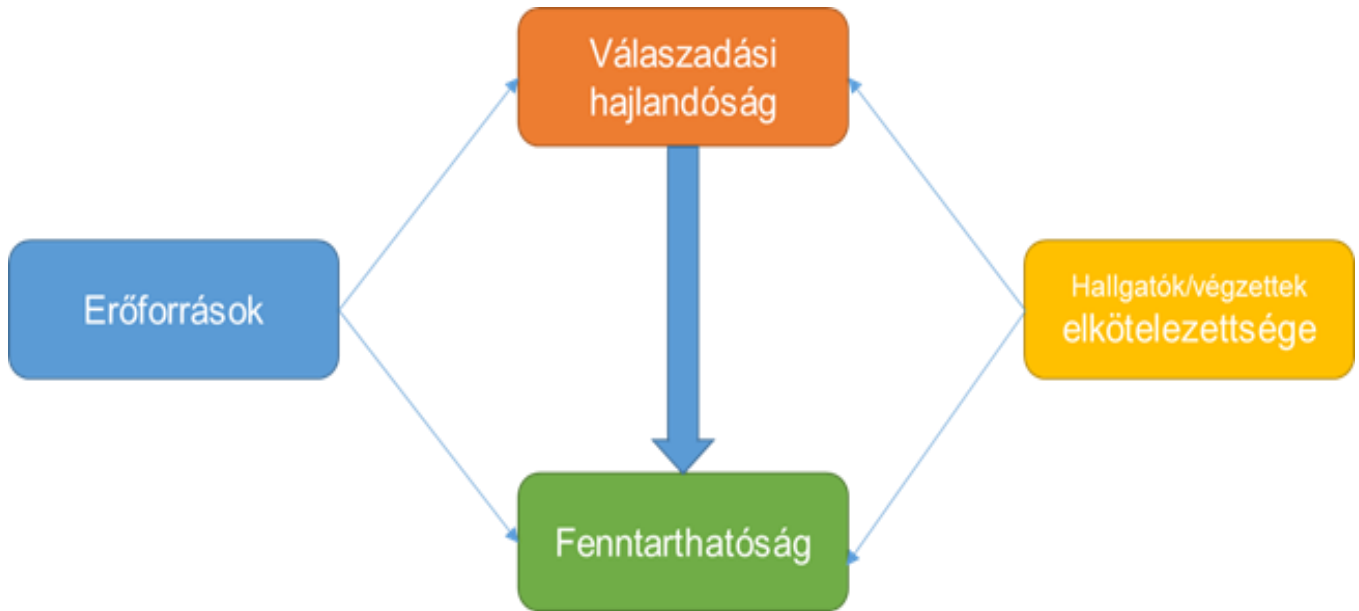 Válaszadási
hajlandóság
Erőforrások
Hallgatók/végzettek
elkötelezettsége
Fenntarthatóság